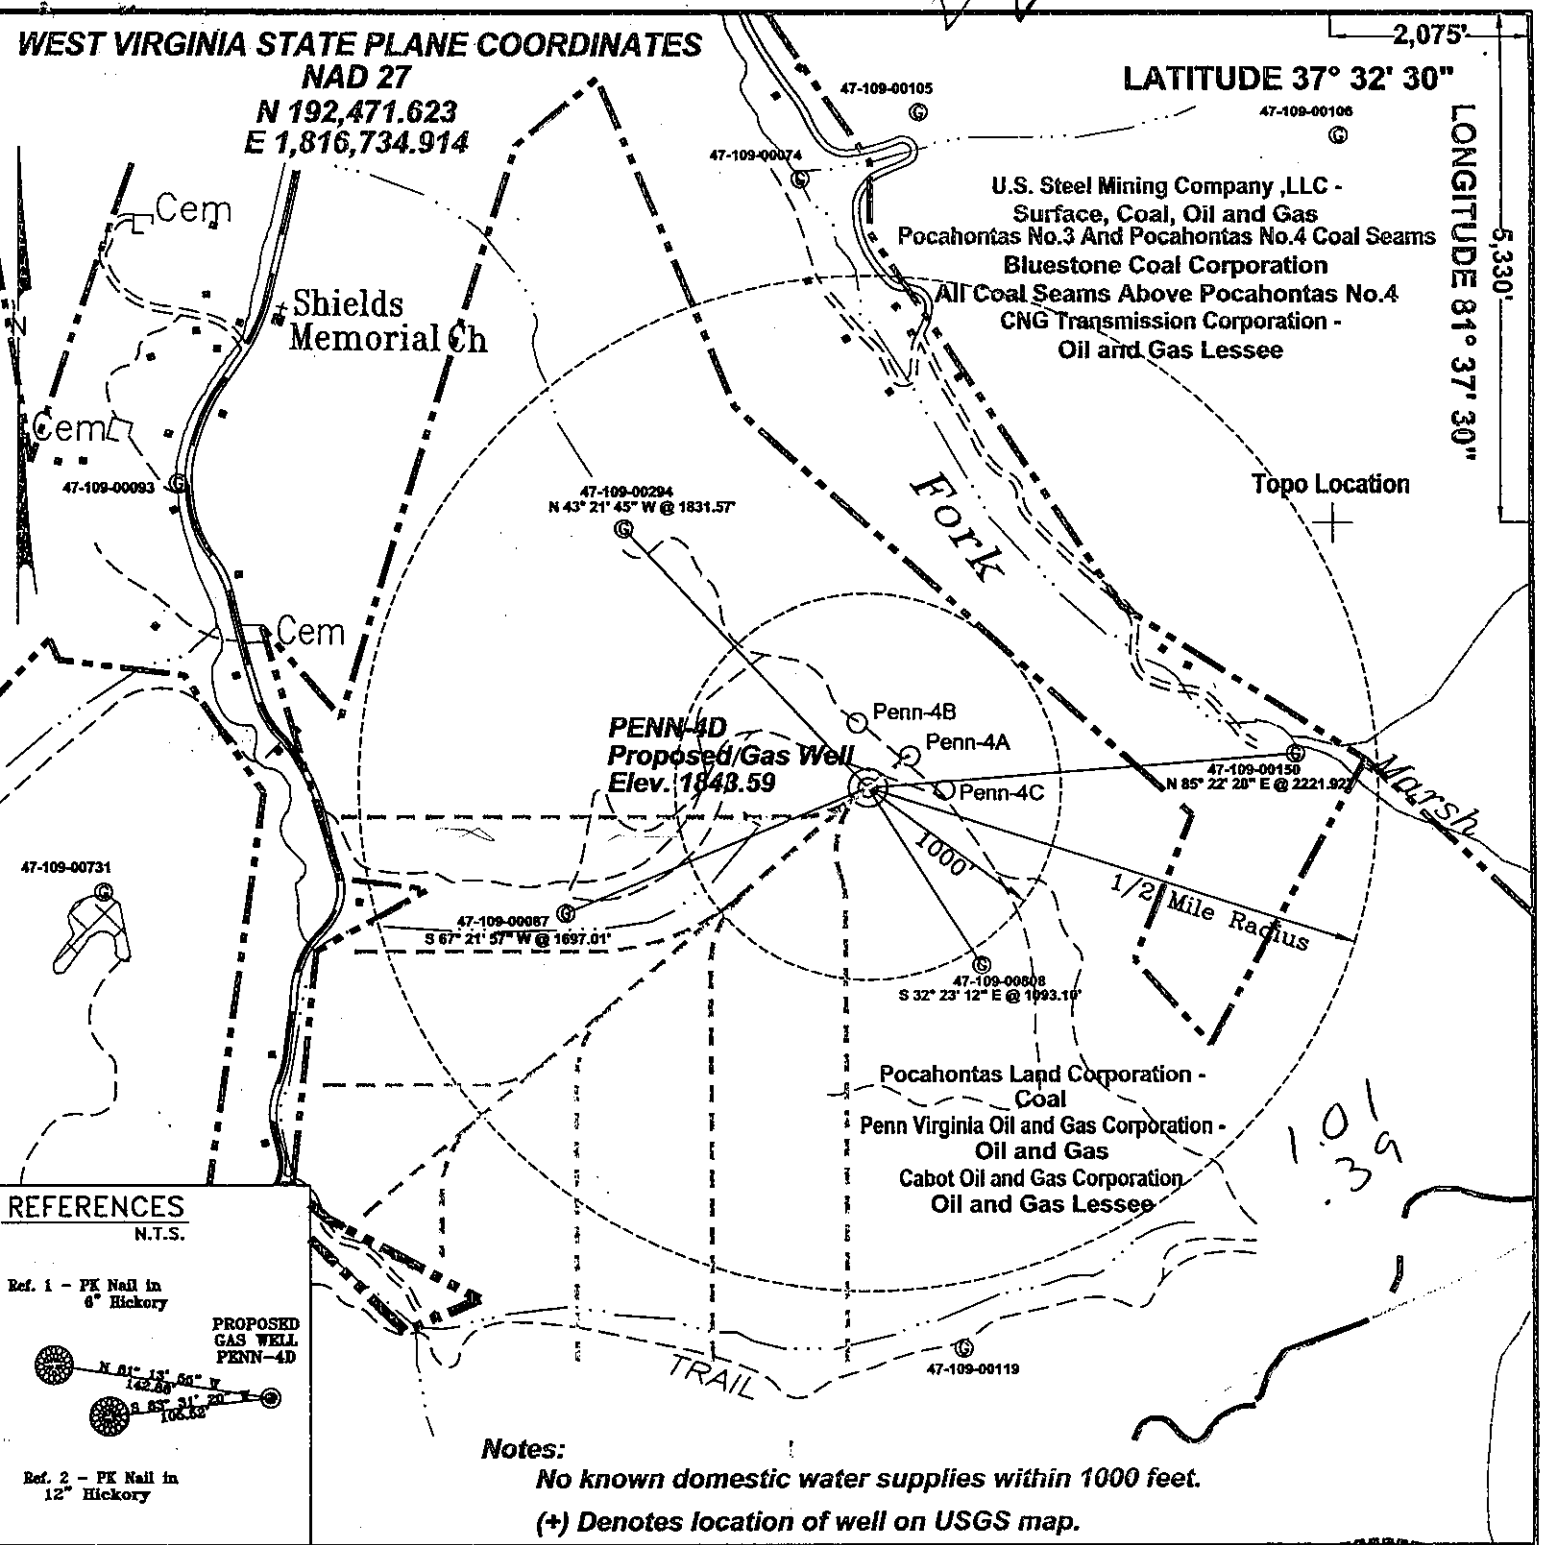 WEST VIRGINIA STATE PLANE COORDINATES
NAD 27
N 192,471.623
E 1,816,734.914
2,075'
LATITUDE 37° 32' 30"
LONGITUDE 81° 37' 30"
5,330'
47-109-00105
47-109-00106
47-109-00074
U.S. Steel Mining Company ,LLC -
Surface, Coal, Oil and Gas
Pocahontas No.3 And Pocahontas No.4 Coal Seams
Bluestone Coal Corporation
All Coal Seams Above Pocahontas No.4
CNG Transmission Corporation -
Oil and Gas Lessee
N
Cem
Shields
Memorial Ch
Cem
47-109-00093
47-109-00294
N 43° 21' 45" W @ 1831.57'
Fork
Topo Location
Cem
PENN-4D
Proposed Gas Well
Elev. 1843.59
Penn-4B
Penn-4A
Penn-4C
47-109-00150
N 85° 22' 20" E @ 2221.92'
Marsh
1000'
1/2 Mile Radius
47-109-00731
47-109-00087
S 67° 21' 57" W @ 1697.01'
47-109-00808
S 32° 23' 12" E @ 1093.10'
Pocahontas Land Corporation -
Coal
Penn Virginia Oil and Gas Corporation -
Oil and Gas
Cabot Oil and Gas Corporation
Oil and Gas Lessee
1.01
.39
REFERENCES
N.T.S.
Ref. 1 - PK Nail in
6" Hickory
PROPOSED
GAS WELL
PENN-4D
N 81° 13' W
S 83° 31' 20" W
Ref. 2 - PK Nail in
12" Hickory
TRAIL
47-109-00119
Notes:
No known domestic water supplies within 1000 feet.
(+) Denotes location of well on USGS map.